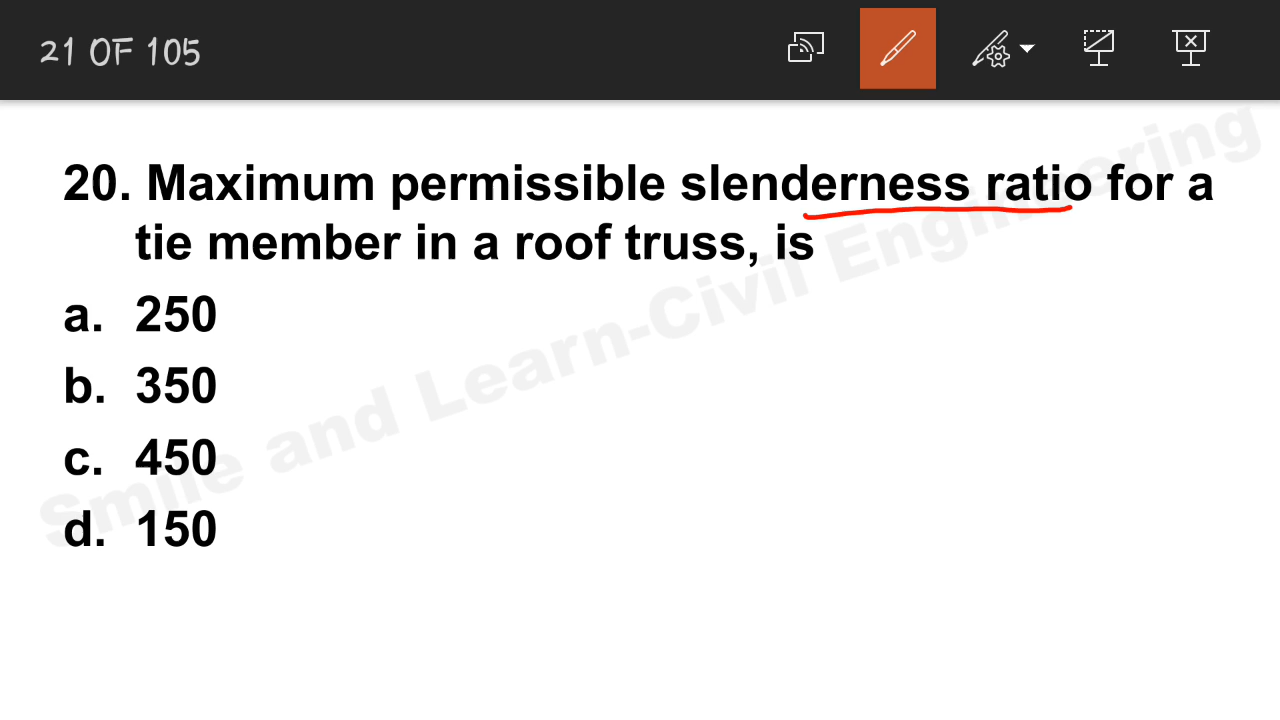 21 OF 105
20. Maximum permissible slenderness ratio for a
tie member in a roof truss, is
a. 250
b. 350
c. 450
d. 150
Smile and Learn-Civil Engineering